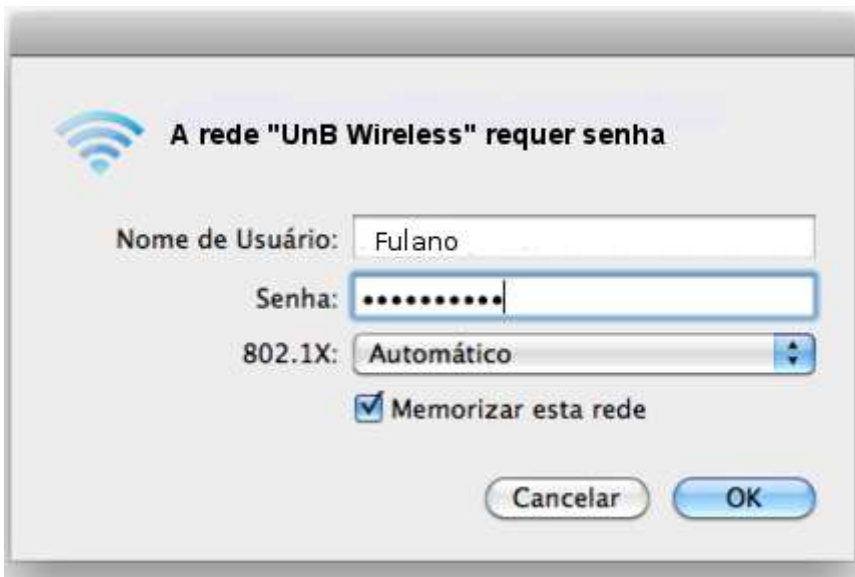 A rede "UnB Wireless" requer senha
Nome de Usuário: Fulano
Senha: ••••••••••
802.1X: Automático
Memorizar esta rede
Cancelar OK